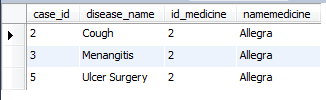 case_id disease_name id_medicine namemedicine
2 Cough 2 Allegra
3 Menangitis 2 Allegra
5 Ulcer Surgery 2 Allegra